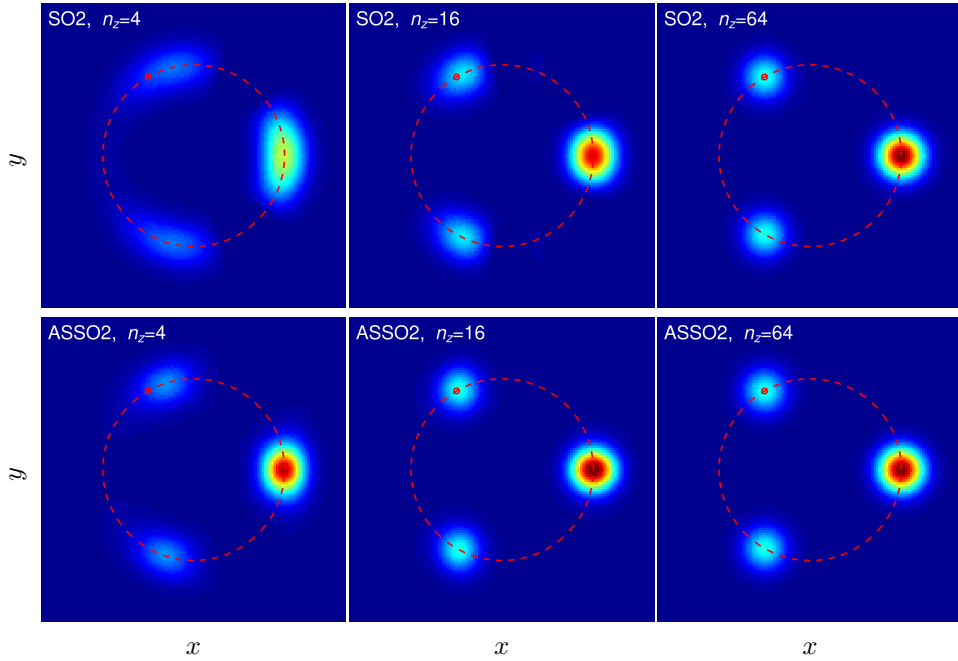 SO2, n_z=4
SO2, n_z=16
SO2, n_z=64
y
ASSO2, n_z=4
ASSO2, n_z=16
ASSO2, n_z=64
y
x
x
x